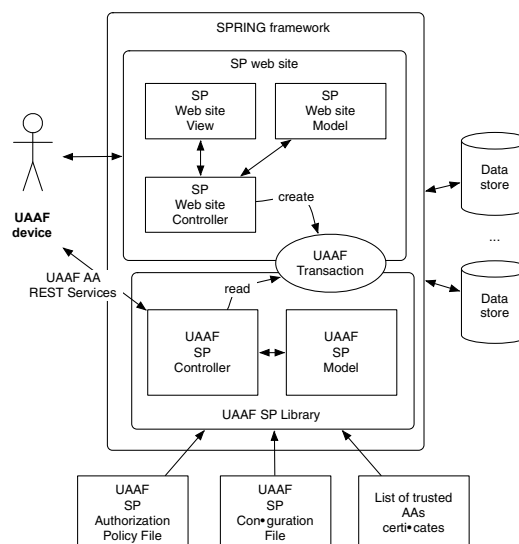 SPRING framework
SP web site
SP
Web site
View
SP
Web site
Model
SP
Web site
Controller
create
UAAF
device
UAAF
Transaction
Data
store
...
Data
store
UAAF AA
REST Services
read
UAAF
SP
Controller
UAAF
SP
Model
UAAF SP Library
UAAF
SP
Authorization
Policy File
UAAF
SP
Con•guration
File
List of trusted
AAs
certi•cates